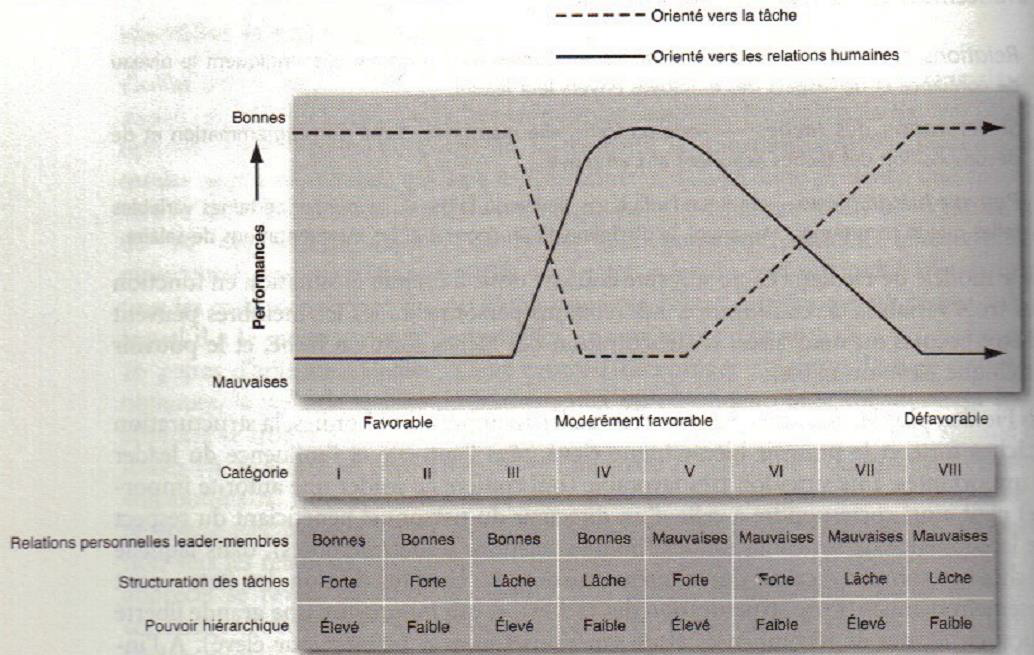 Orienté vers la tâche
Orienté vers les relations humaines
Bonnes
Performances
Mauvaises
Favorable Modérément favorable Défavorable
Catégorie I II III IV V VI VII VIII
Relations personnelles leader-membres Bonnes Bonnes Bonnes Bonnes Mauvaises Mauvaises Mauvaises Mauvaises
Structuration des tâches Forte Forte Lâche Lâche Forte Forte Lâche Lâche
Pouvoir hiérarchique Élevé Faible Élevé Faible Élevé Faible Élevé Faible